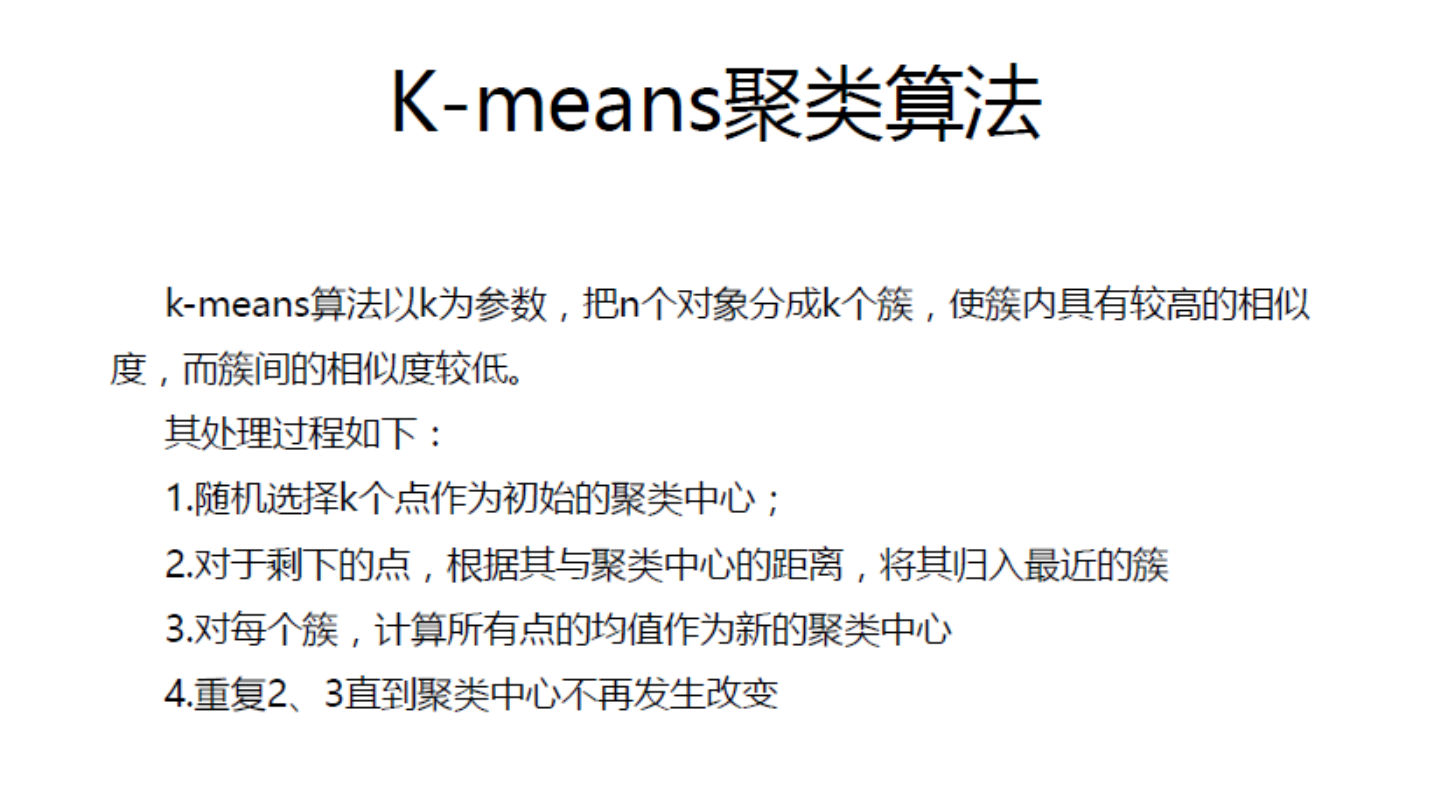 K-means聚类算法
k-means算法以k为参数，把n个对象分成k个簇，使簇内具有较高的相似
度，而簇间的相似度较低。
其处理过程如下：
1.随机选择k个点作为初始的聚类中心；
2.对于剩下的点，根据其与聚类中心的距离，将其归入最近的簇
3.对每个簇，计算所有点的均值作为新的聚类中心
4.重复2、3直到聚类中心不再发生改变